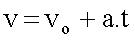 v = vₒ + a.t